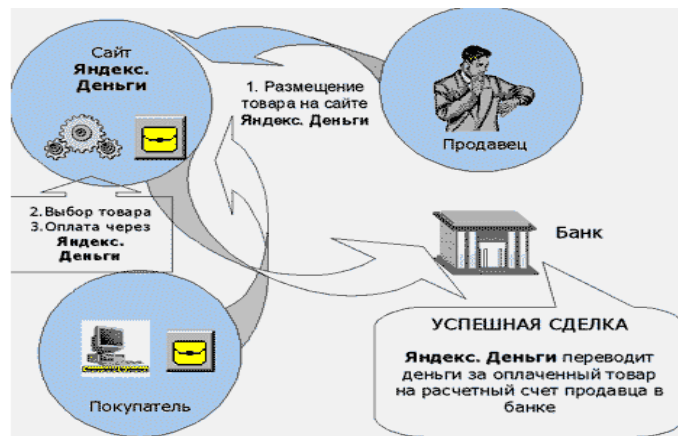 Сайт
Яндекс.
Деньги
1. Размещение
товара на сайте
Яндекс. Деньги
Продавец
2.Выбор товара
3.Оплата через
Яндекс.
Деньги
Банк
Покупатель
УСПЕШНАЯ СДЕЛКА
Яндекс. Деньги переводит
деньги за оплаченный товар
на расчетный счет продавца в
банке